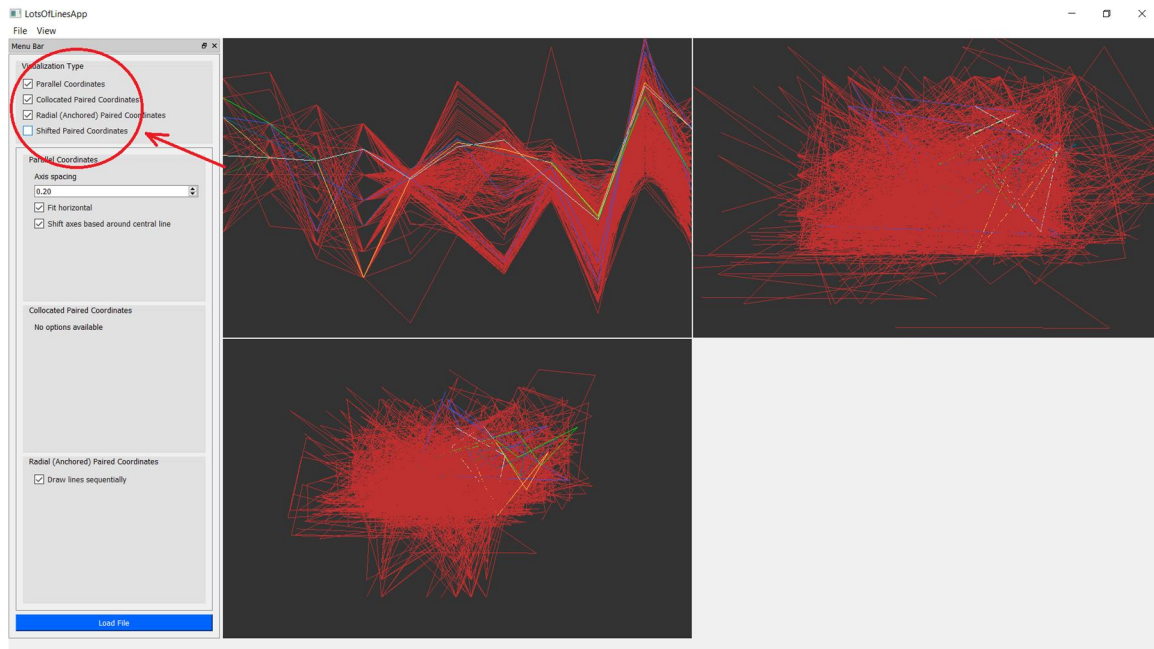 LotsOfLinesApp
File View
Menu Bar
Visualization Type
Parallel Coordinates
Collocated Paired Coordinates
Radial (Anchored) Paired Coordinates
Shifted Paired Coordinates
Parallel Coordinates
Axis spacing
0.20
Fit horizontal
Shift axes based around central line
Collocated Paired Coordinates
No options available
Radial (Anchored) Paired Coordinates
Draw lines sequentially
Load File